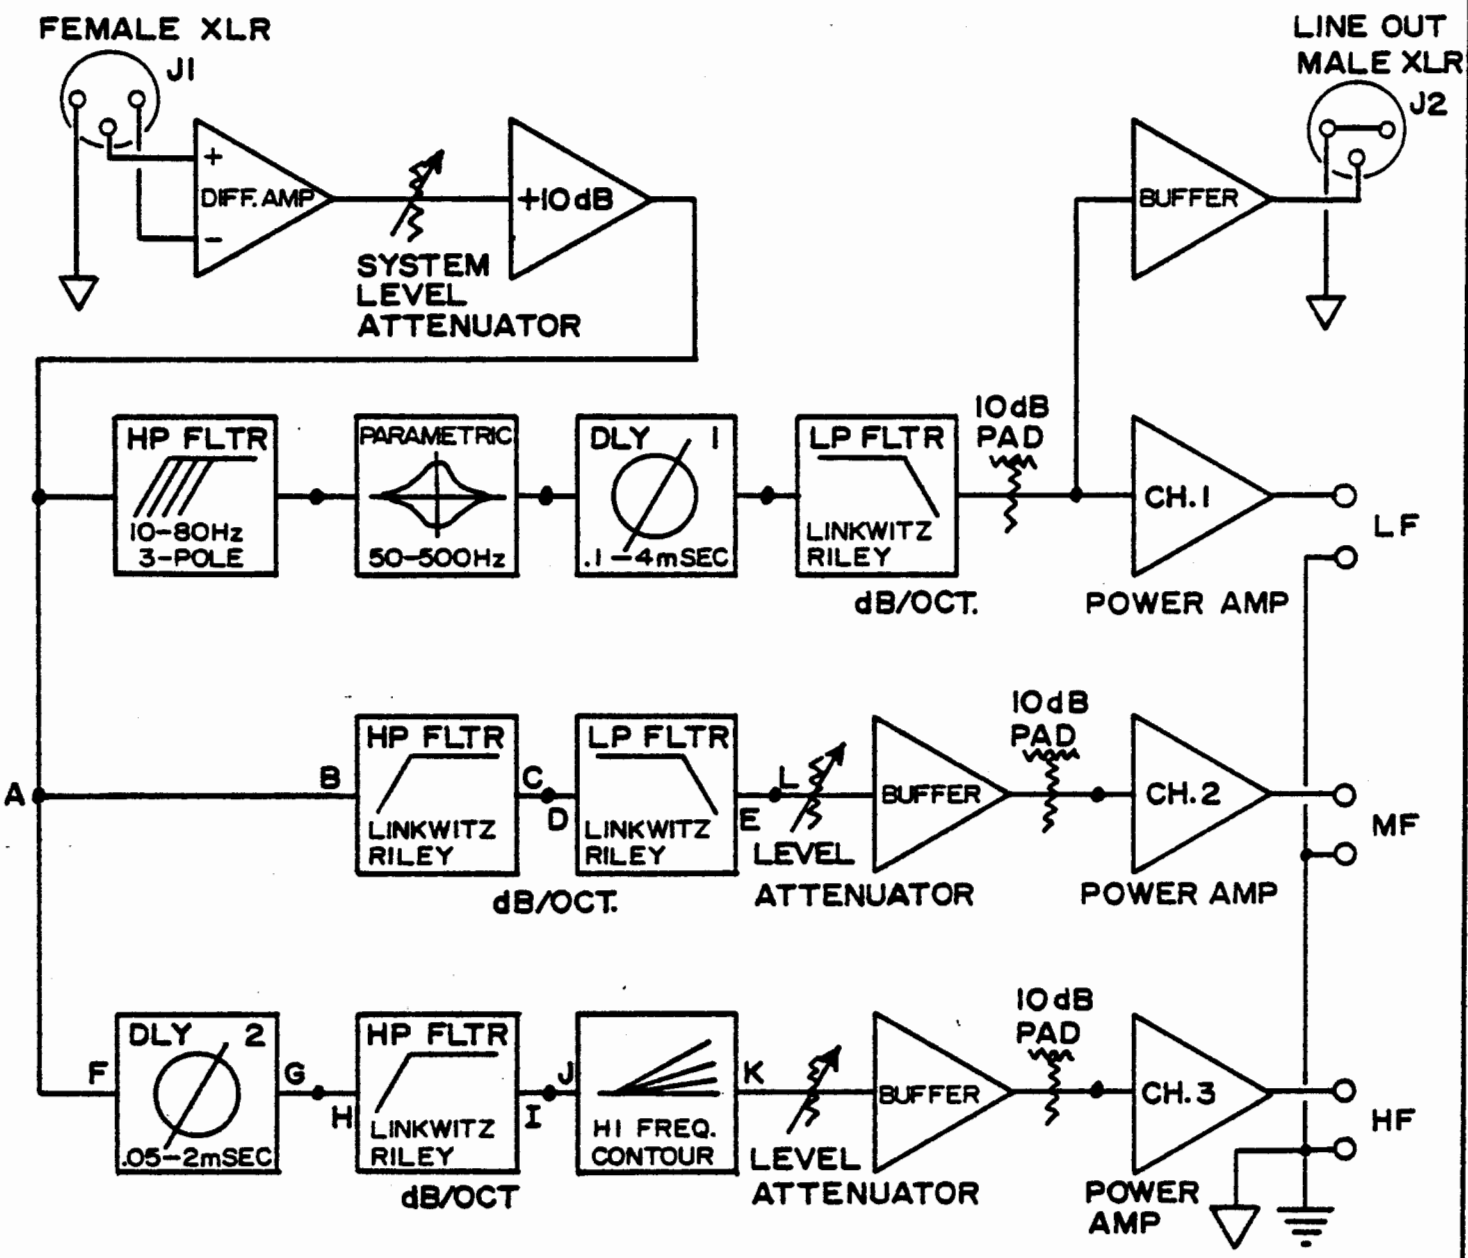 FEMALE XLR
J1
LINE OUT
MALE XLR
J2
+
DIFF. AMP
−
+10dB
BUFFER
SYSTEM
LEVEL
ATTENUATOR
HP FLTR
10-80Hz
3-POLE
PARAMETRIC
50-500Hz
DLY 1
.1-4mSEC
LP FLTR
LINKWITZ
RILEY
dB/OCT.
10dB
PAD
CH.1
POWER AMP
LF
A
B
HP FLTR
LINKWITZ
RILEY
C
D
dB/OCT.
LP FLTR
LINKWITZ
RILEY
E
L
LEVEL
ATTENUATOR
BUFFER
10dB
PAD
CH.2
POWER AMP
MF
F
DLY 2
.05-2mSEC
G
H
HP FLTR
LINKWITZ
RILEY
dB/OCT
I
J
HI FREQ.
CONTOUR
K
LEVEL
ATTENUATOR
BUFFER
10dB
PAD
CH.3
POWER
AMP
HF